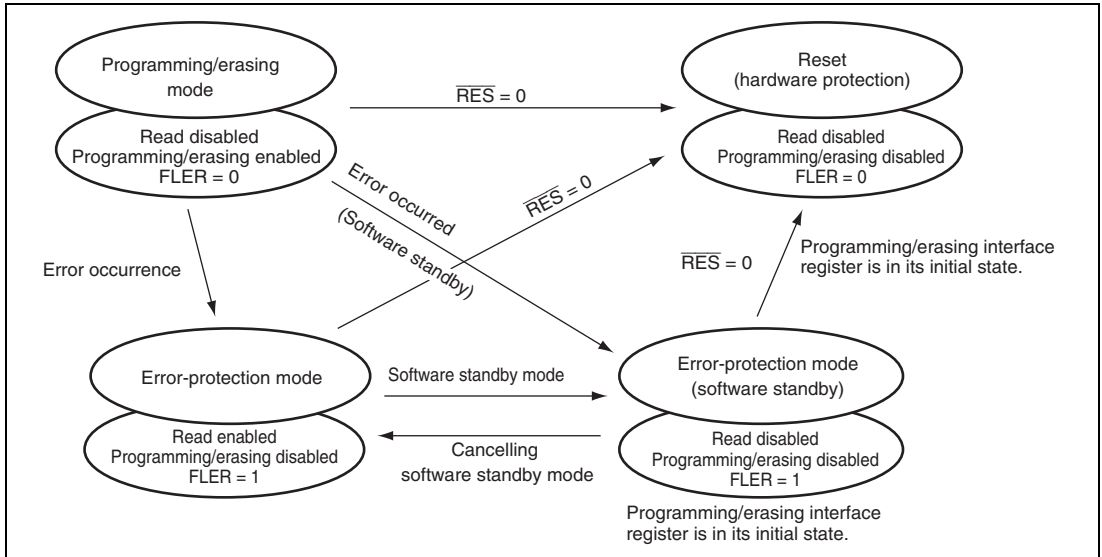 Programming/erasing
mode
Read disabled
Programming/erasing enabled
FLER = 0
RES = 0
Reset
(hardware protection)
Read disabled
Programming/erasing disabled
FLER = 0
Error occurred
(Software standby)
RES = 0
Error occurrence
RES = 0
Programming/erasing interface
register is in its initial state.
Error-protection mode
Read enabled
Programming/erasing disabled
FLER = 1
Software standby mode
Cancelling
software standby mode
Error-protection mode
(software standby)
Read disabled
Programming/erasing disabled
FLER = 1
Programming/erasing interface
register is in its initial state.